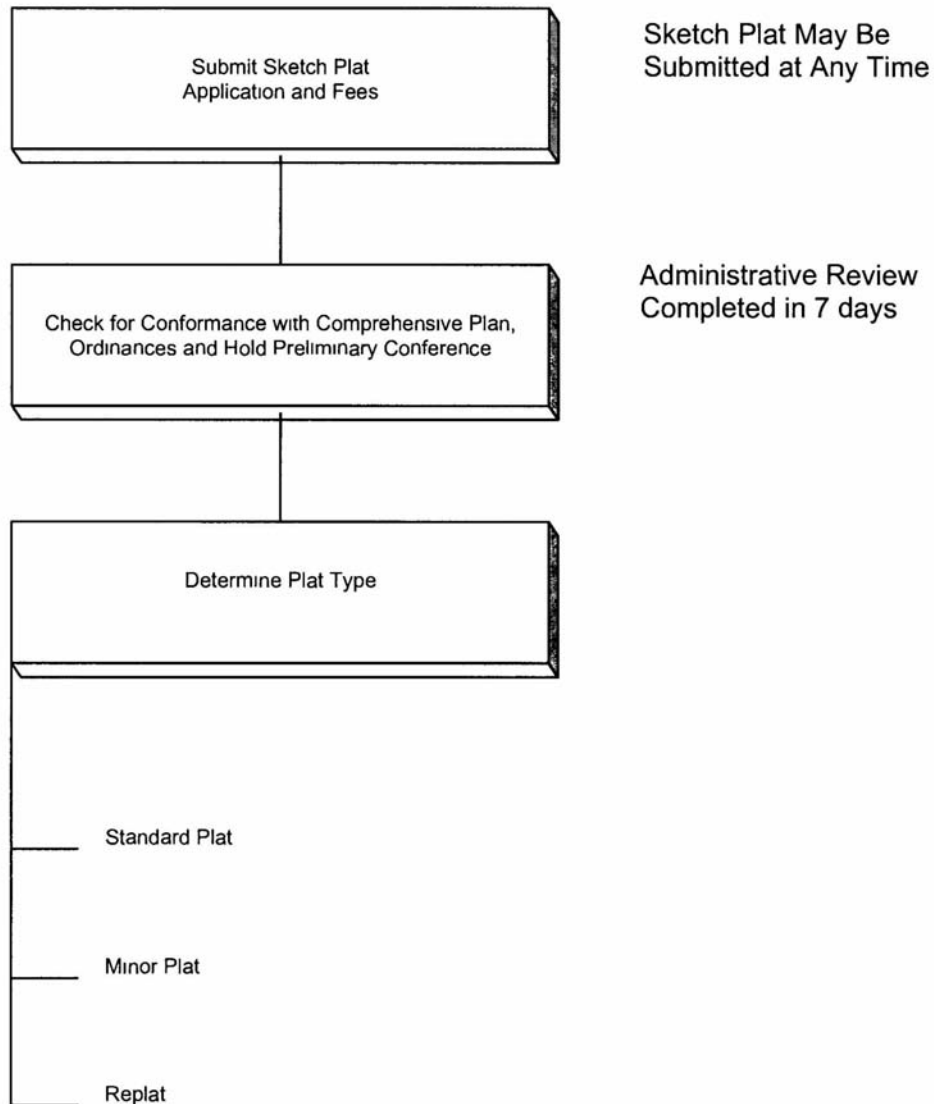 Submit Sketch Plat
Application and Fees
Sketch Plat May Be
Submitted at Any Time
Check for Conformance with Comprehensive Plan,
Ordinances and Hold Preliminary Conference
Administrative Review
Completed in 7 days
Determine Plat Type
Standard Plat
Minor Plat
Replat